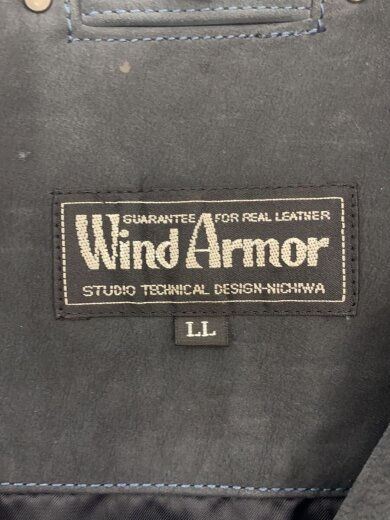 GUARANTEE FOR REAL LEATHER
Wind Armor
STUDIO TECHNICAL DESIGN-NICHIWA
LL